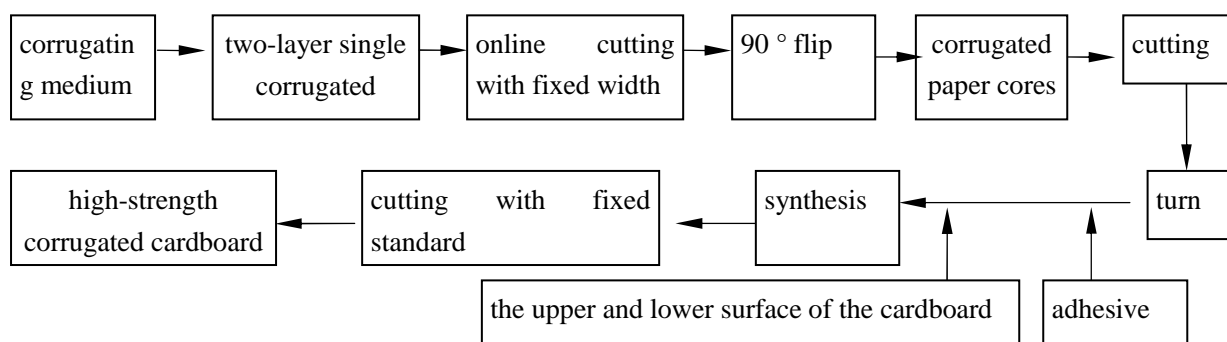 corrugatin
g medium
two-layer single
corrugated
online cutting
with fixed width
90 ° flip
corrugated
paper cores
cutting
high-strength
corrugated cardboard
cutting with fixed
standard
synthesis
turn
the upper and lower surface of the cardboard
adhesive